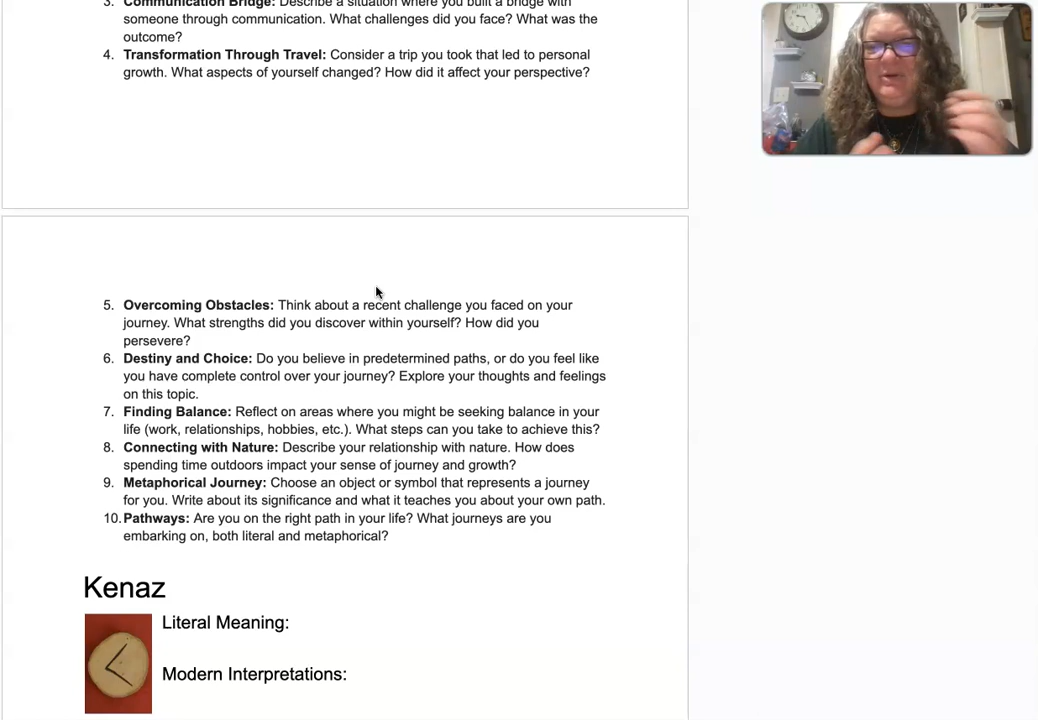 3. Communication Bridge: Describe a situation where you built a bridge with
someone through communication. What challenges did you face? What was the
outcome?
4. Transformation Through Travel: Consider a trip you took that led to personal
growth. What aspects of yourself changed? How did it affect your perspective?
5. Overcoming Obstacles: Think about a recent challenge you faced on your
journey. What strengths did you discover within yourself? How did you
persevere?
6. Destiny and Choice: Do you believe in predetermined paths, or do you feel like
you have complete control over your journey? Explore your thoughts and feelings
on this topic.
7. Finding Balance: Reflect on areas where you might be seeking balance in your
life (work, relationships, hobbies, etc.). What steps can you take to achieve this?
8. Connecting with Nature: Describe your relationship with nature. How does
spending time outdoors impact your sense of journey and growth?
9. Metaphorical Journey: Choose an object or symbol that represents a journey
for you. Write about its significance and what it teaches you about your own path.
10. Pathways: Are you on the right path in your life? What journeys are you
embarking on, both literal and metaphorical?
Kenaz
Literal Meaning:
Modern Interpretations: